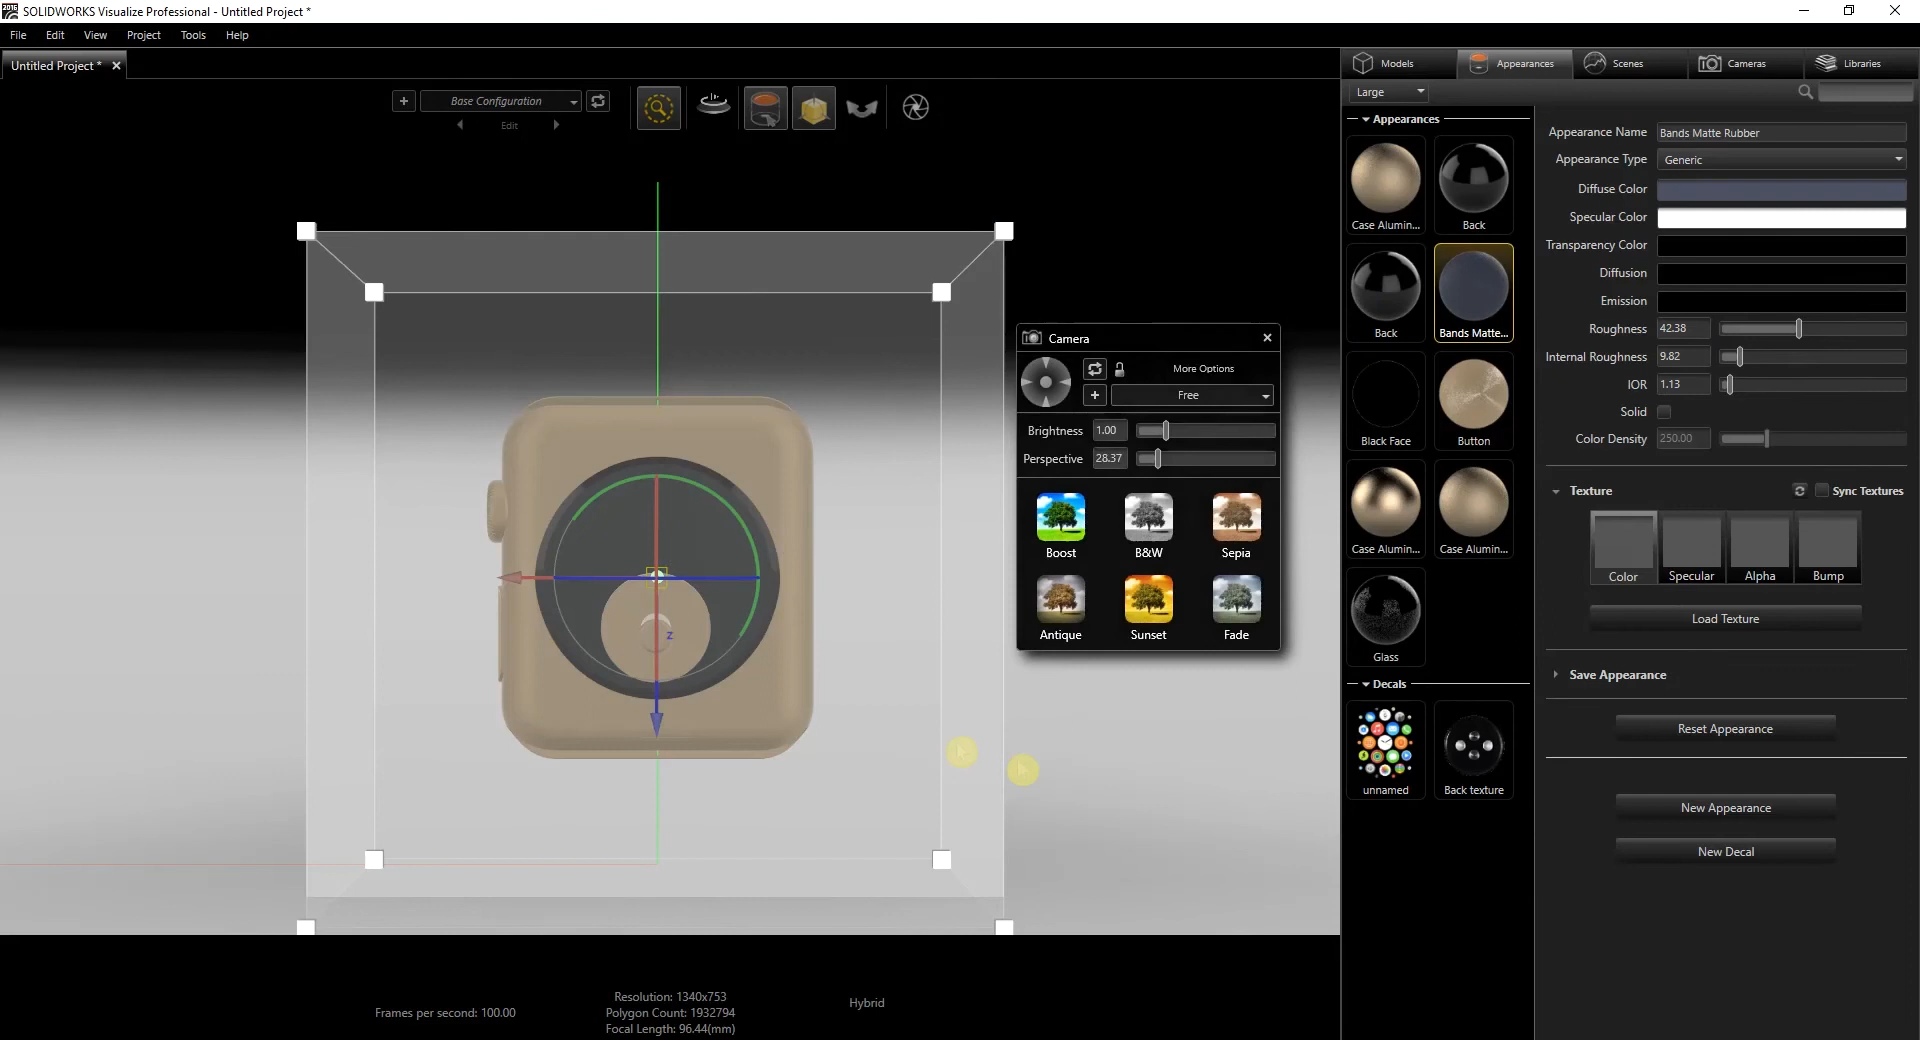 SOLIDWORKS Visualize Professional - Untitled Project *
File Edit View Project Tools Help
Untitled Project *
Base Configuration
Edit
Models Appearances Scenes Cameras Libraries
Large
Appearances
Case Alumin... Back
Back Bands Matte...
Black Face Button
Case Alumin... Case Alumin...
Glass
Decals
unnamed Back texture
Appearance Name Bands Matte Rubber
Appearance Type Generic
Diffuse Color
Specular Color
Transparency Color
Diffusion
Emission
Roughness 42.38
Internal Roughness 9.82
IOR 1.13
Solid
Color Density 250.00
Texture Sync Textures
Color Specular Alpha Bump
Load Texture
Save Appearance
Reset Appearance
New Appearance
New Decal
Camera
More Options
Free
Brightness 1.00
Perspective 28.37
Boost B&W Sepia
Antique Sunset Fade
z
Frames per second: 100.00
Resolution: 1340x753
Polygon Count: 1932794
Focal Length: 96.44(mm)
Hybrid